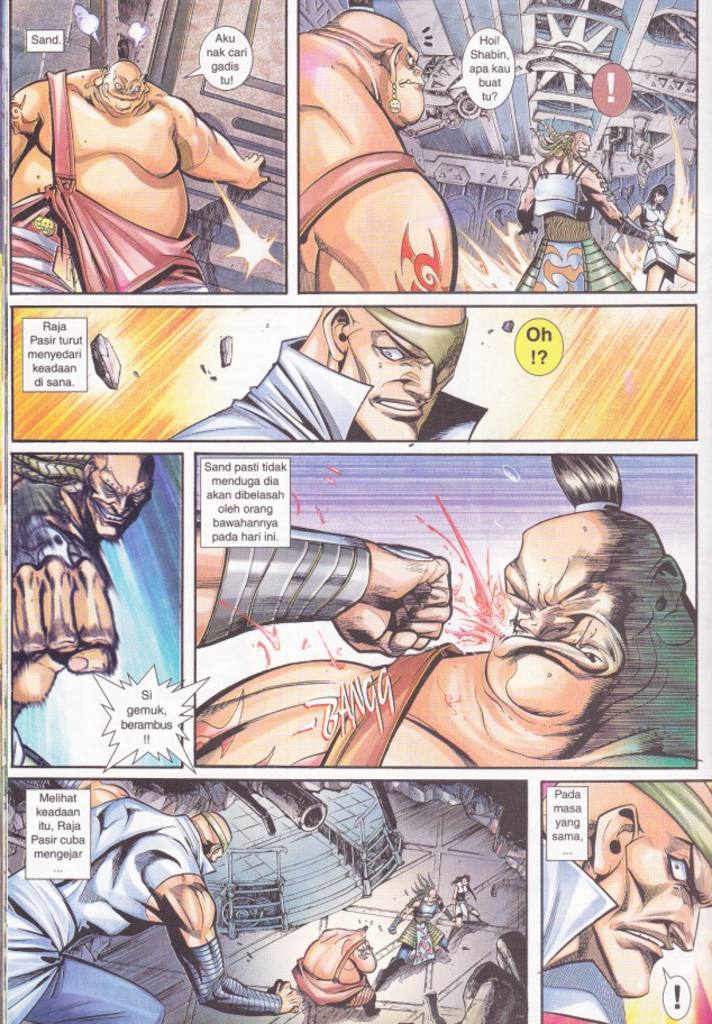 Sand.
Aku
nak cari
gadis
tu!
Hoi!
Shabin,
apa kau
buat
tu?
!
Raja
Pasir turut
menyedari
keadaan
di sana.
Oh
!?
Si
gemuk,
berambus
!!
Sand pasti tidak
menduga dia
akan dibelasah
oleh orang
bawahannya
pada hari ini.
BANGG
Melihat
keadaan
itu, Raja
Pasir cuba
mengejar
...
Pada
masa
yang
sama,
...
!